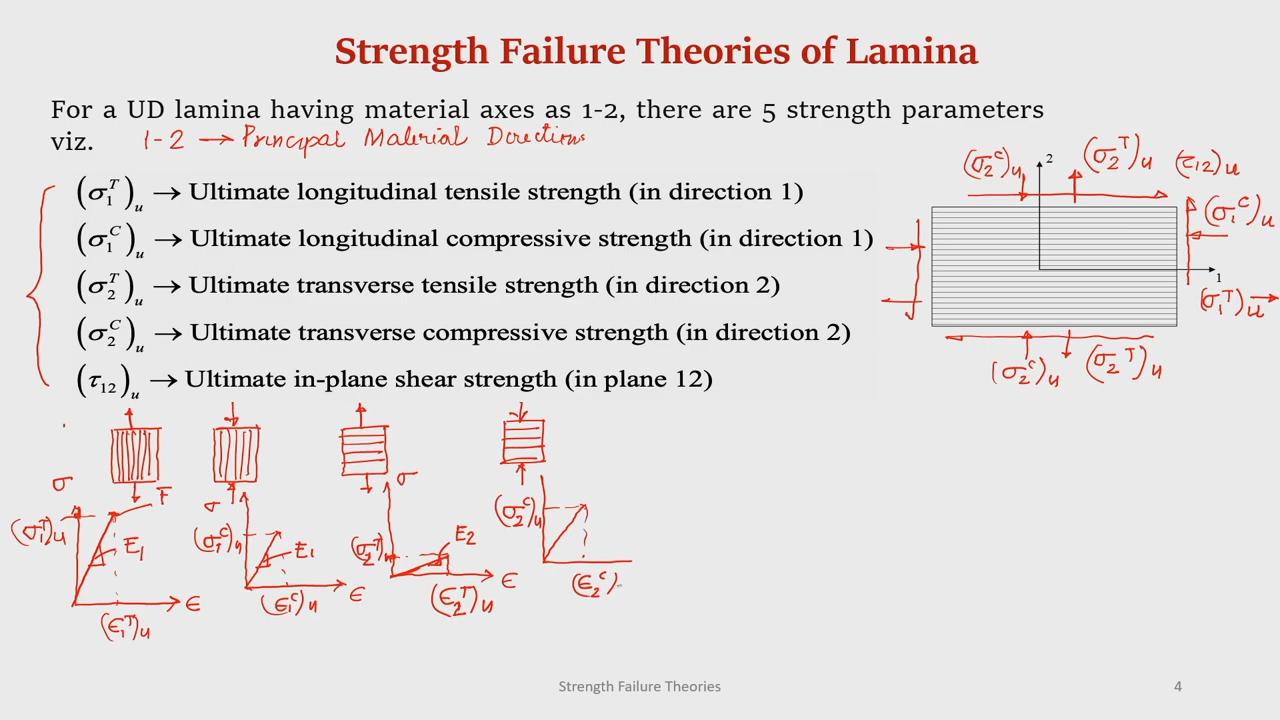 Strength Failure Theories of Lamina
For a UD lamina having material axes as 1-2, there are 5 strength parameters
viz. 1-2 → Principal Material Directions
(σ₁ᵀ)ᵤ → Ultimate longitudinal tensile strength (in direction 1)
(σ₁ᶜ)ᵤ → Ultimate longitudinal compressive strength (in direction 1)
(σ₂ᵀ)ᵤ → Ultimate transverse tensile strength (in direction 2)
(σ₂ᶜ)ᵤ → Ultimate transverse compressive strength (in direction 2)
(τ₁₂)ᵤ → Ultimate in-plane shear strength (in plane 12)
(σ₂ᶜ)ᵤ 2 (σ₂ᵀ)ᵤ (τ₁₂)ᵤ
(σ₁ᶜ)ᵤ
1
(σ₁ᵀ)ᵤ
(σ₂ᶜ)ᵤ (σ₂ᵀ)ᵤ
σ F σ σ
(σ₁ᵀ)ᵤ E₁ (σ₁ᶜ)ᵤ E₁ (σ₂ᵀ)ᵤ E₂ (σ₂ᶜ)ᵤ
ϵ ϵ ϵ
(ϵ₁ᵀ)ᵤ (ϵ₁ᶜ)ᵤ (ϵ₂ᵀ)ᵤ (ϵ₂ᶜ)
Strength Failure Theories 4